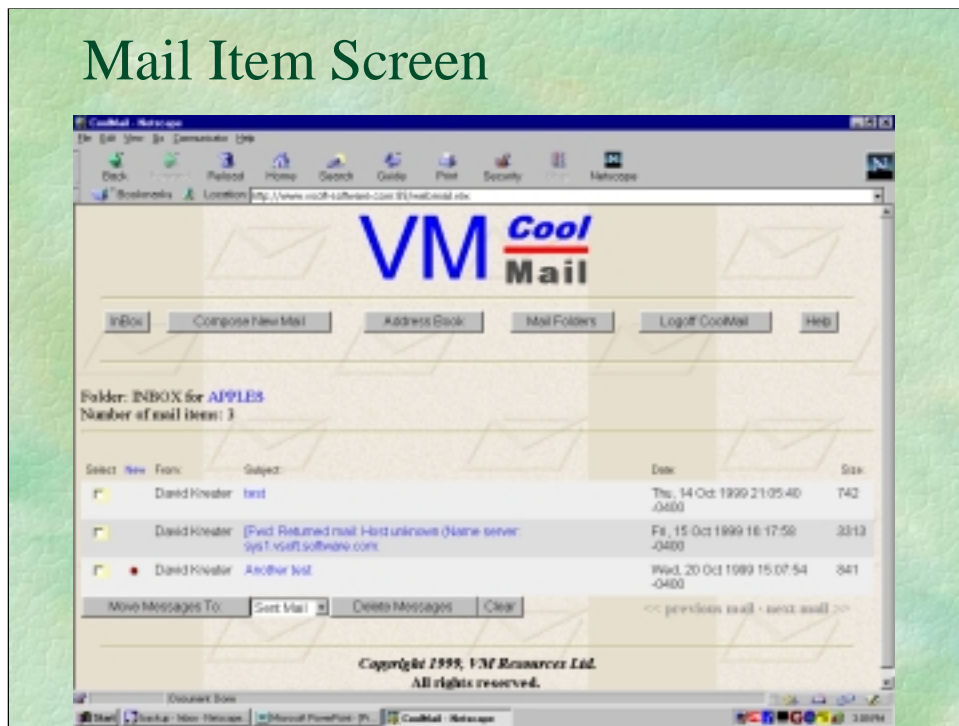 Mail Item Screen
CoolMail - Netscape
File Edit View Go Communicator Help
Back Reload Home Search Guide Print Security Netscape
Bookmarks Location:
VM Cool Mail
InBox Compose New Mail Address Book Mail Folders Logoff CoolMail Help
Folder: INBOX for APPLES
Number of mail items: 3
Select New From: Subject: Date: Size:
David Kreuter test Thu, 14 Oct 1999 21:05:40 -0400 742
David Kreuter [Fwd: Returned mail: Host unknown (Name server: Fri, 15 Oct 1999 18:17:58 3313
sys1.vsoft.software.com: -0400
David Kreuter Another test Wed, 20 Oct 1999 15:07:54 841
-0400
Move Messages To: Sent Mail Delete Messages Clear << previous mail - next mail >>
Copyright 1999, VM Resources Ltd.
All rights reserved.
Document: Done
Start Microsoft PowerPoint CoolMail - Netscape